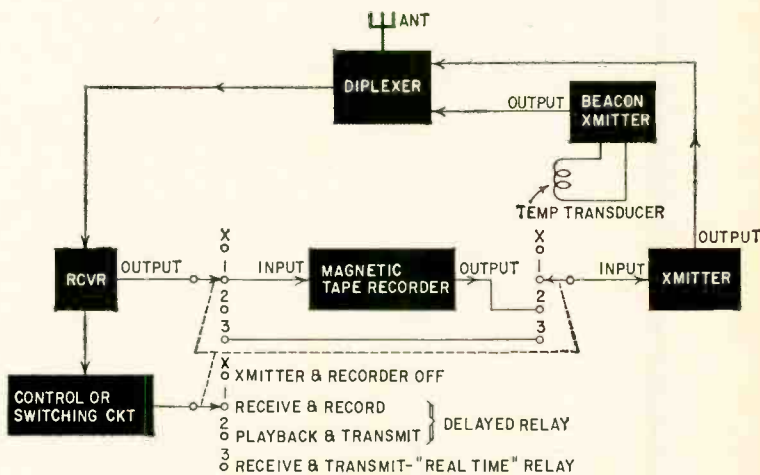 ANT
DIPLEXER
OUTPUT
BEACON
XMITTER
TEMP TRANSDUCER
OUTPUT
X
X
RCVR
OUTPUT
1
INPUT
MAGNETIC
TAPE RECORDER
OUTPUT
1
INPUT
XMITTER
2
2
3
3
CONTROL OR
SWITCHING CKT
X XMITTER & RECORDER OFF
1 RECEIVE & RECORD
DELAYED RELAY
2 PLAYBACK & TRANSMIT
3 RECEIVE & TRANSMIT-"REAL TIME" RELAY